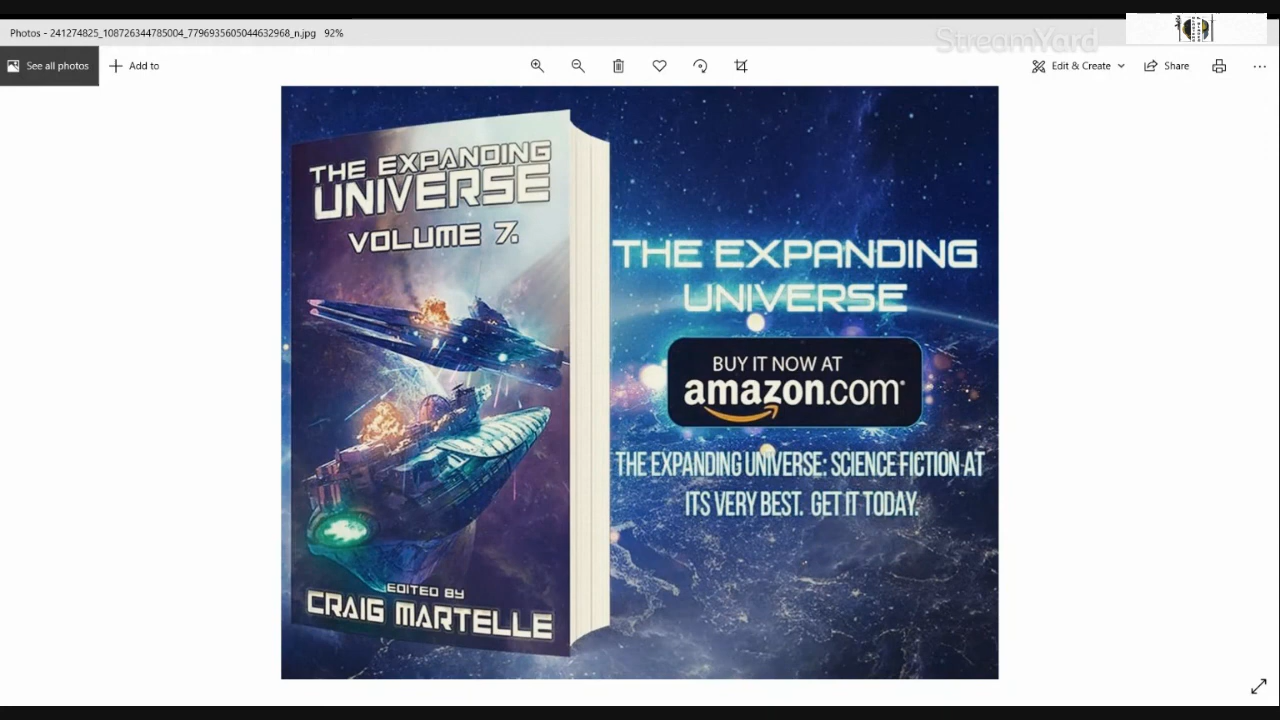 Photos - 241274825_108726344785004_7796935605044632968_n.jpg 92%
StreamYard
See all photos
Add to
Edit & Create
Share
THE EXPANDING
UNIVERSE
VOLUME 7.
EDITED BY
CRAIG MARTELLE
THE EXPANDING
UNIVERSE
BUY IT NOW AT
amazon.com
THE EXPANDING UNIVERSE: SCIENCE FICTION AT
ITS VERY BEST. GET IT TODAY.